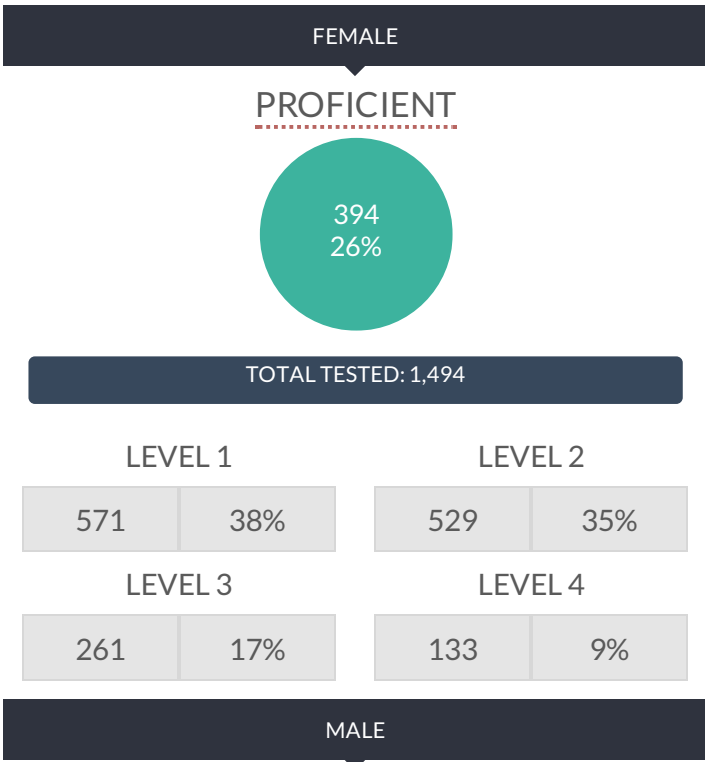 FEMALE
PROFICIENT
394
26%
TOTAL TESTED: 1,494
LEVEL 1
LEVEL 2
571 38%
529 35%
LEVEL 3
LEVEL 4
261 17%
133 9%
MALE